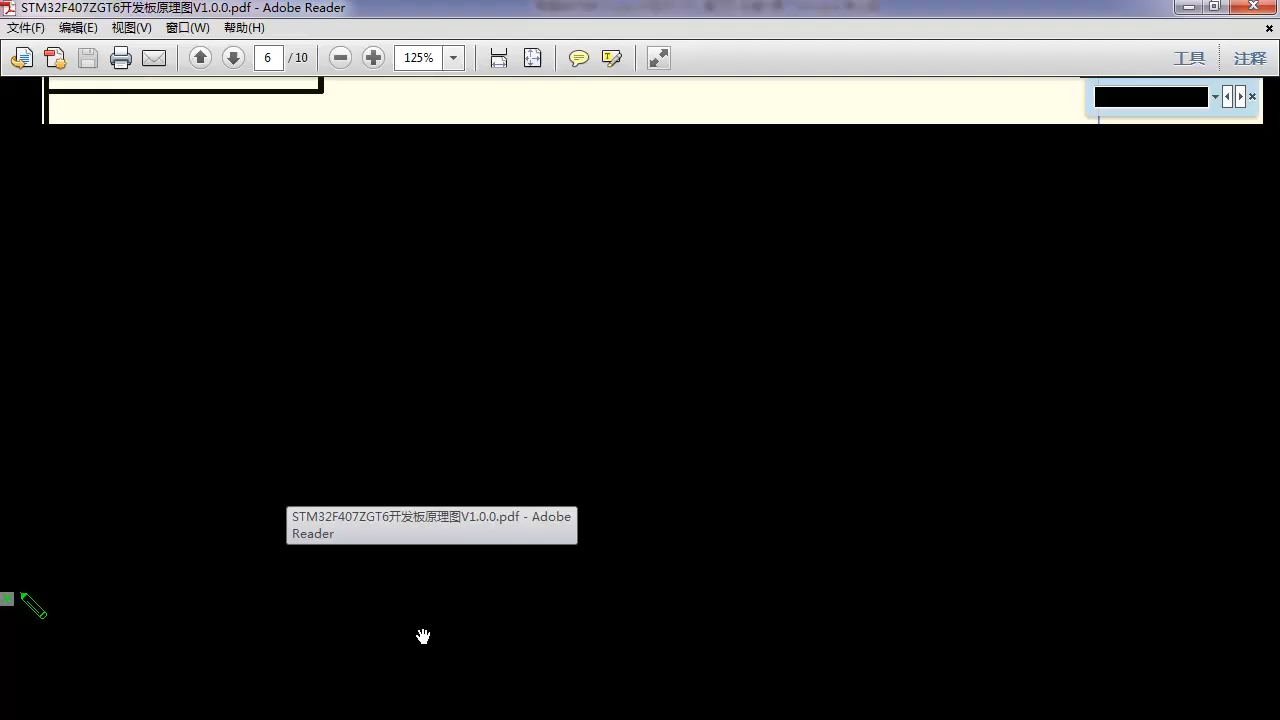 STM32F407ZGT6开发板原理图V1.0.0.pdf - Adobe Reader
文件(F) 编辑(E) 视图(V) 窗口(W) 帮助(H)
6 / 10 125% 工具 注释
STM32F407ZGT6开发板原理图V1.0.0.pdf - Adobe
Reader